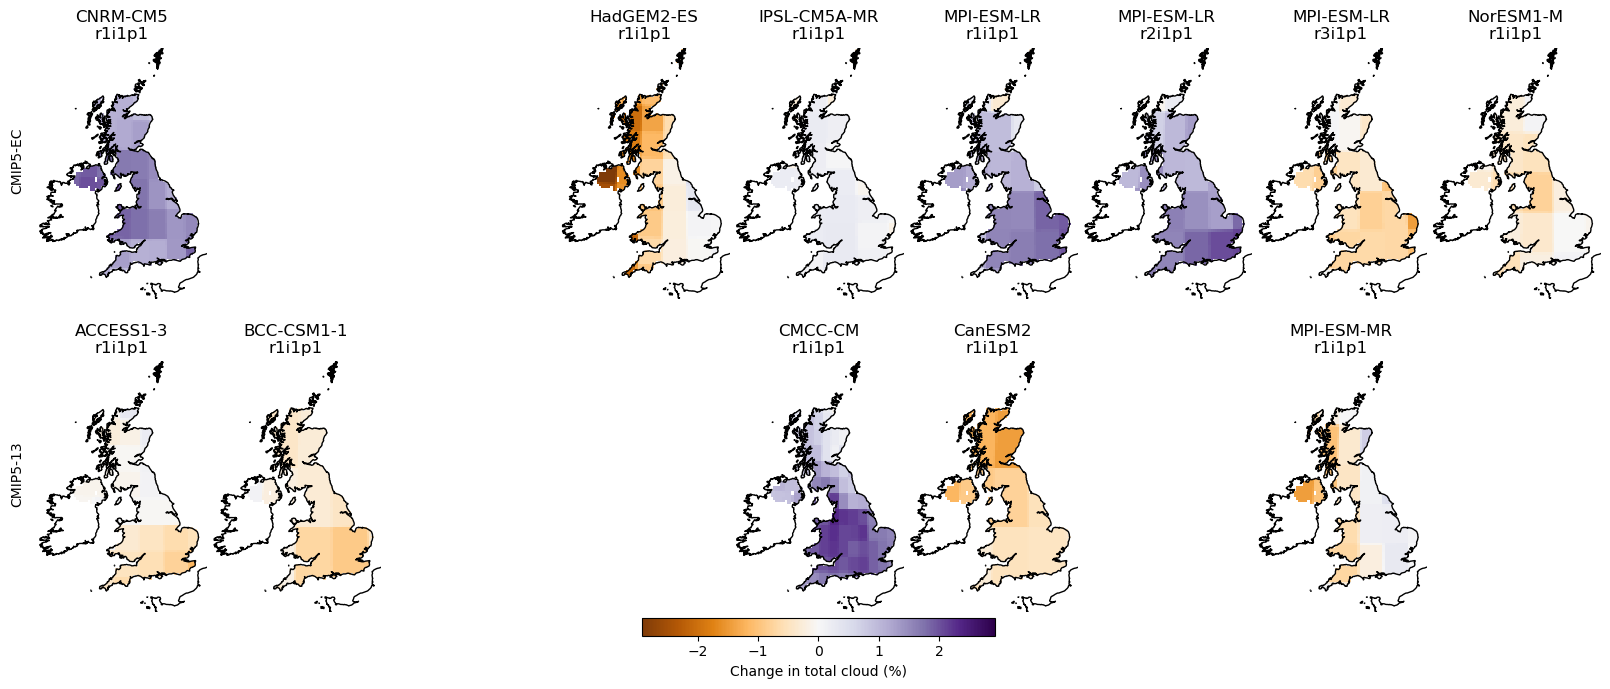 CNRM-CM5
r1i1p1
HadGEM2-ES
r1i1p1
IPSL-CM5A-MR
r1i1p1
MPI-ESM-LR
r1i1p1
MPI-ESM-LR
r2i1p1
MPI-ESM-LR
r3i1p1
NorESM1-M
r1i1p1
CMIP5-EC
ACCESS1-3
r1i1p1
BCC-CSM1-1
r1i1p1
CMCC-CM
r1i1p1
CanESM2
r1i1p1
MPI-ESM-MR
r1i1p1
CMIP5-13
−2 −1 0 1 2
Change in total cloud (%)